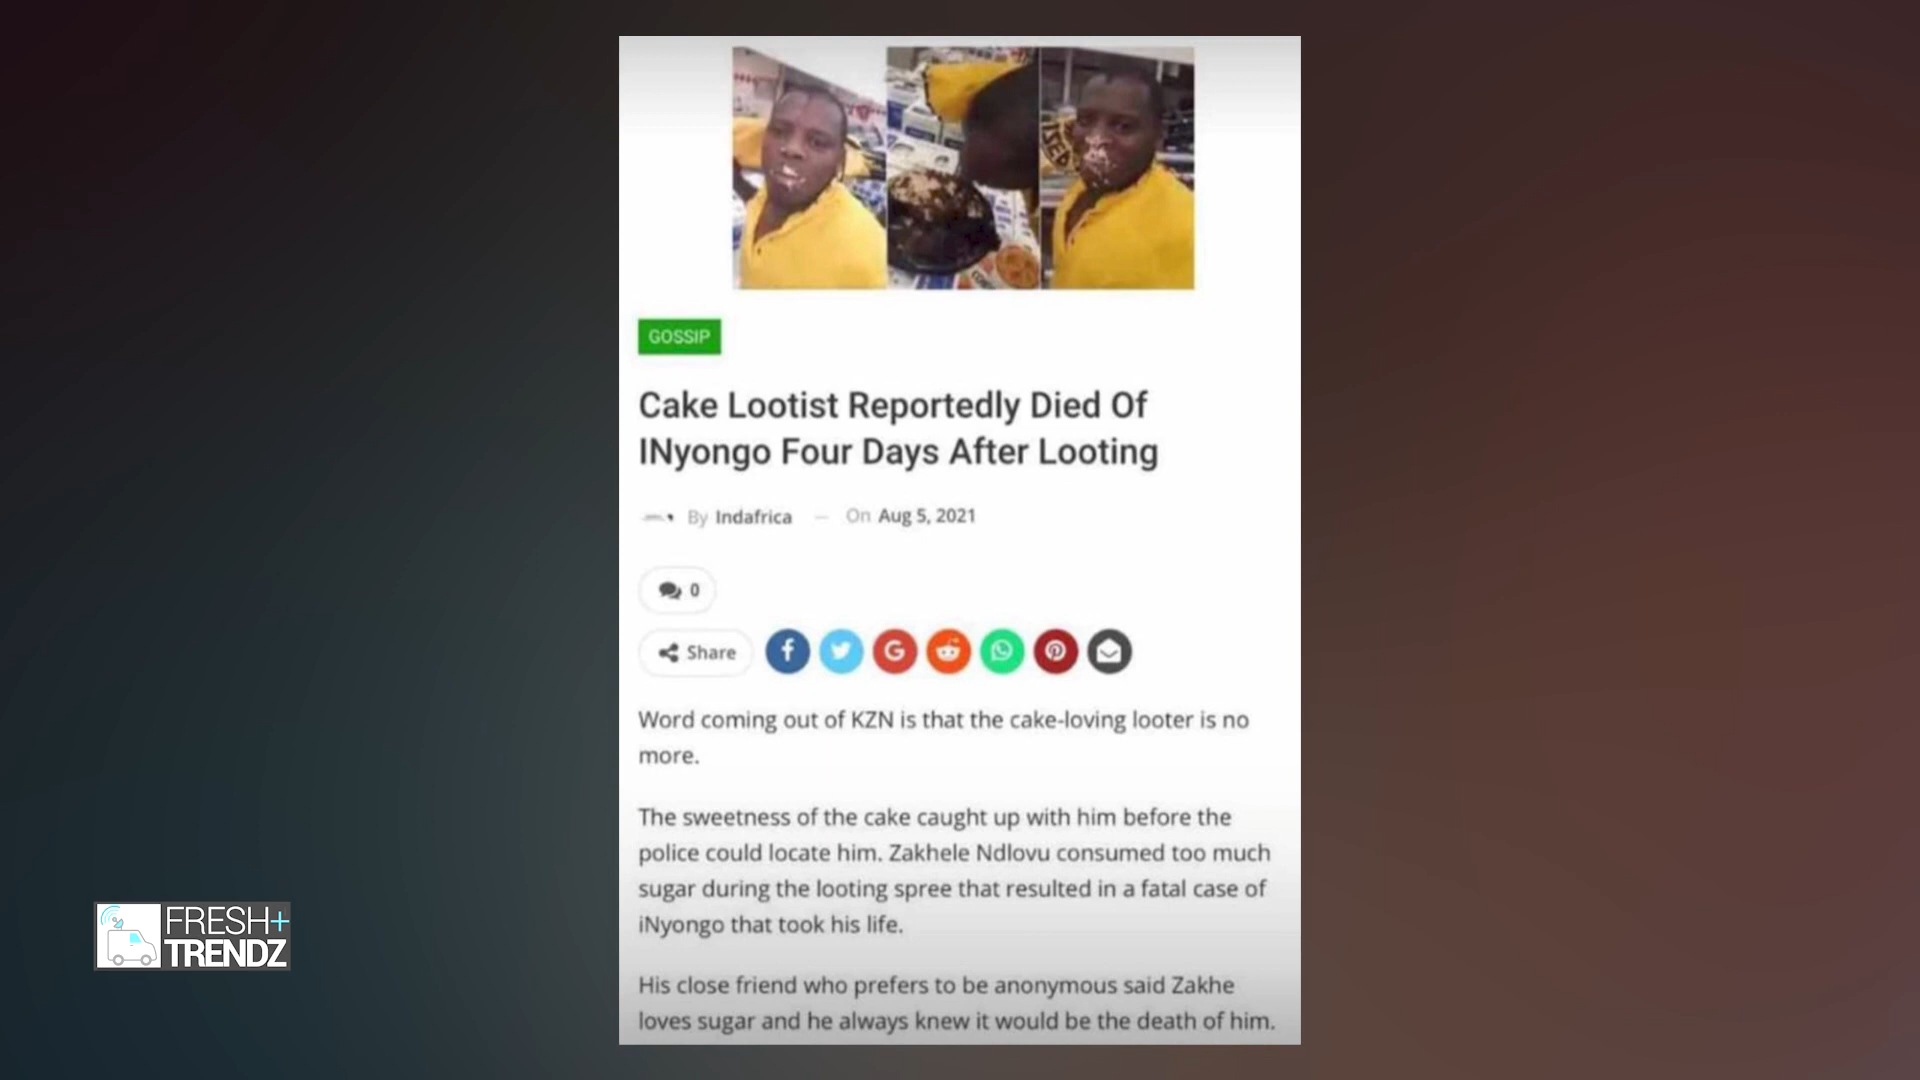 GOSSIP
Cake Lootist Reportedly Died Of
INyongo Four Days After Looting
By Indafrica — On Aug 5, 2021
0
Share
Word coming out of KZN is that the cake-loving looter is no
more.
The sweetness of the cake caught up with him before the
police could locate him. Zakhele Ndlovu consumed too much
sugar during the looting spree that resulted in a fatal case of
iNyongo that took his life.
His close friend who prefers to be anonymous said Zakhe
loves sugar and he always knew it would be the death of him.
FRESH+
TRENDZ